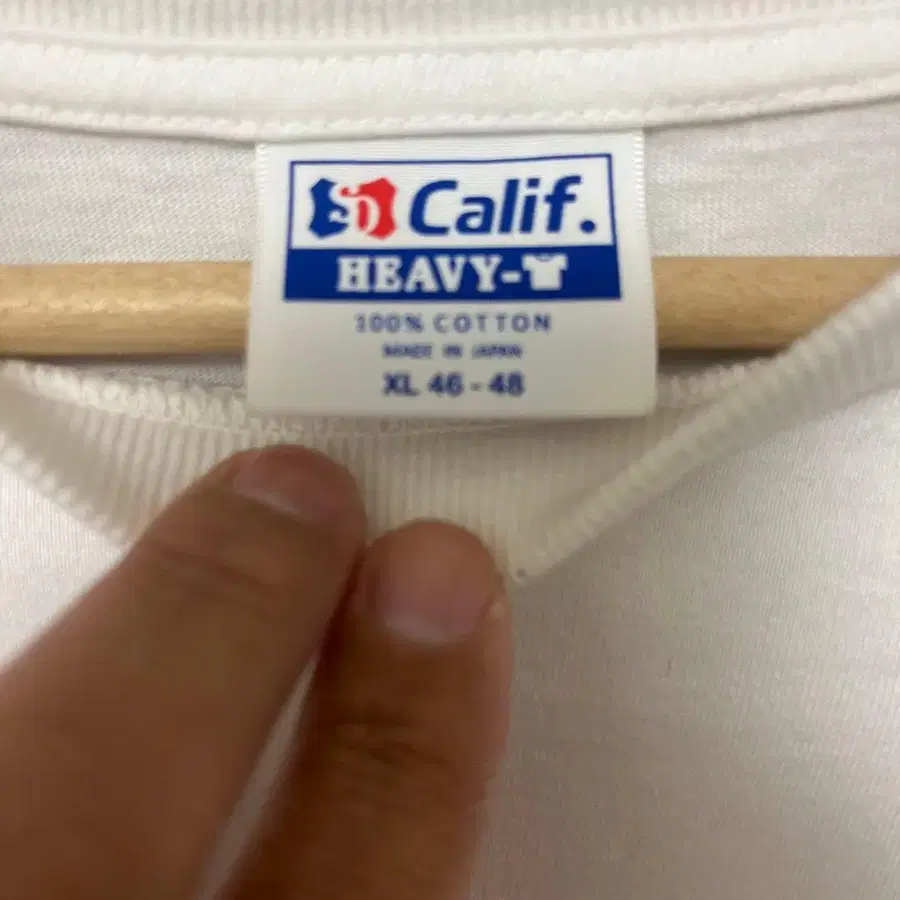 SD Calif.
HEAVY-
100% COTTON
MADE IN JAPAN
XL 46 - 48